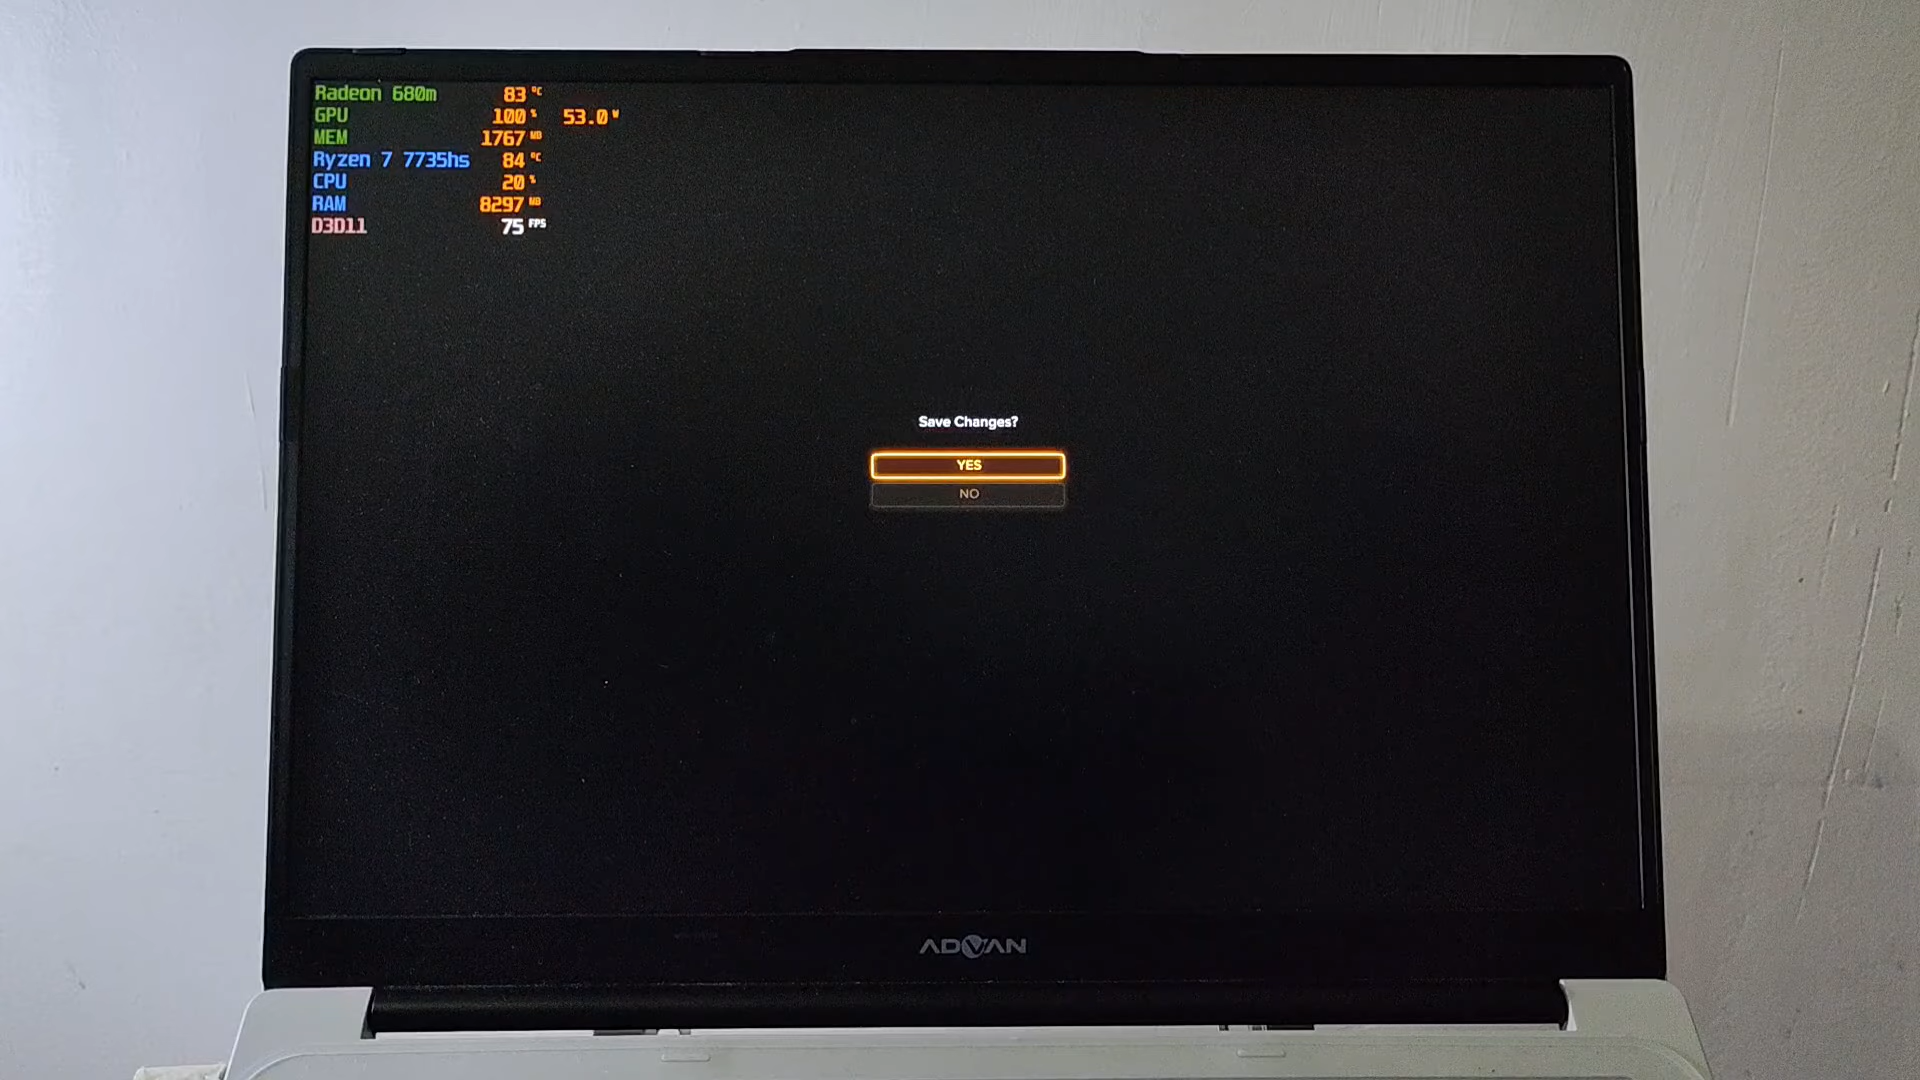 Radeon 680m 83 °C
GPU 100 % 53.0 W
MEM 1767 MB
Ryzen 7 7735hs 84 °C
CPU 20 %
RAM 8297 MB
D3D11 75 FPS
Save Changes?
YES
NO
ADVAN